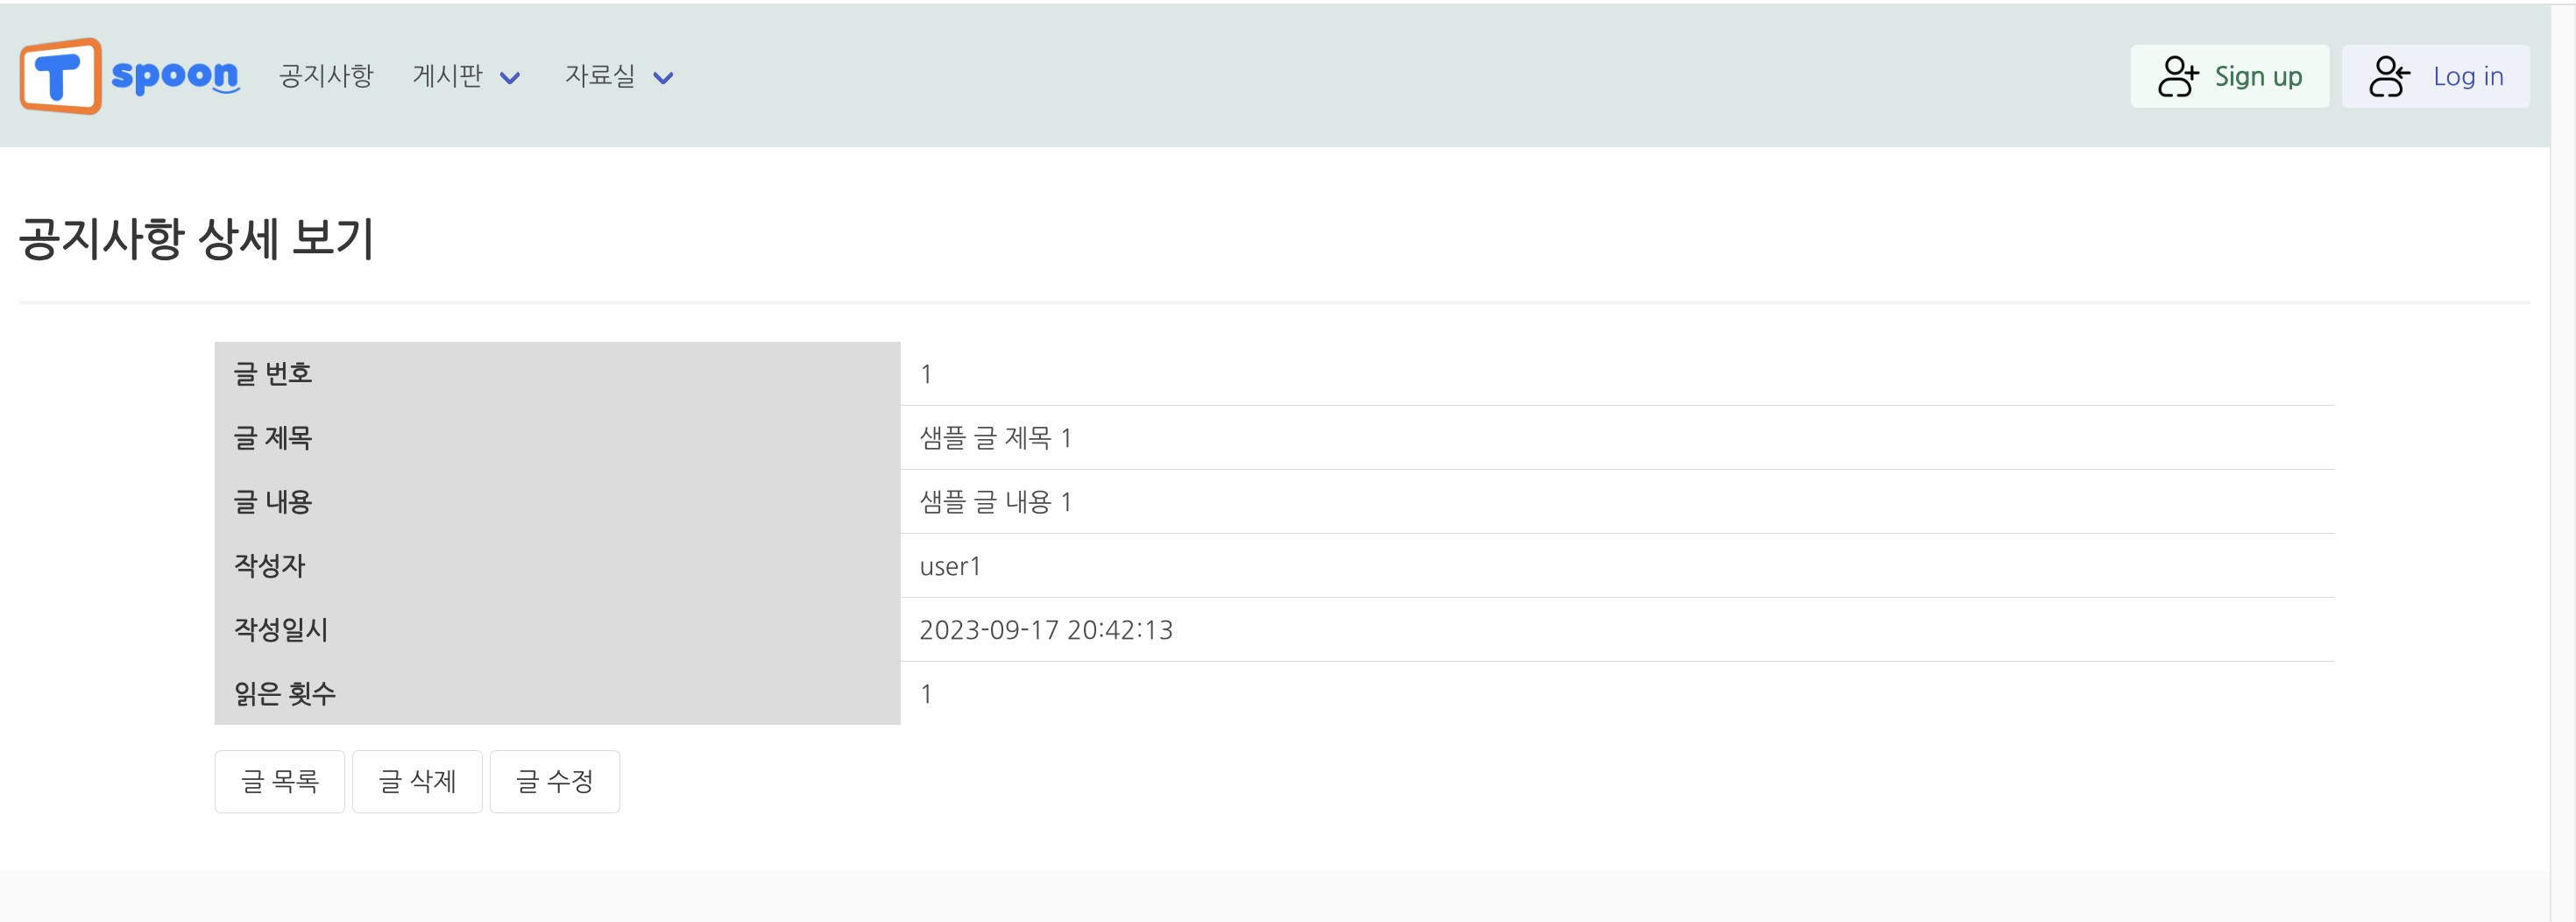 T spoon 공지사항 게시판 자료실 Sign up Log in
공지사항 상세 보기
글 번호 1
글 제목 샘플 글 제목 1
글 내용 샘플 글 내용 1
작성자 user1
작성일시 2023-09-17 20:42:13
읽은 횟수 1
글 목록 글 삭제 글 수정